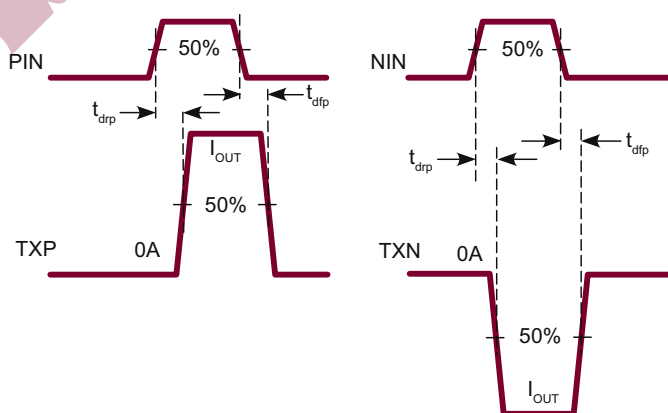 PIN
50%
t_drp
t_dfp
I_OUT
50%
TXP
0A
NIN
50%
t_drp
t_dfp
TXN
0A
50%
I_OUT